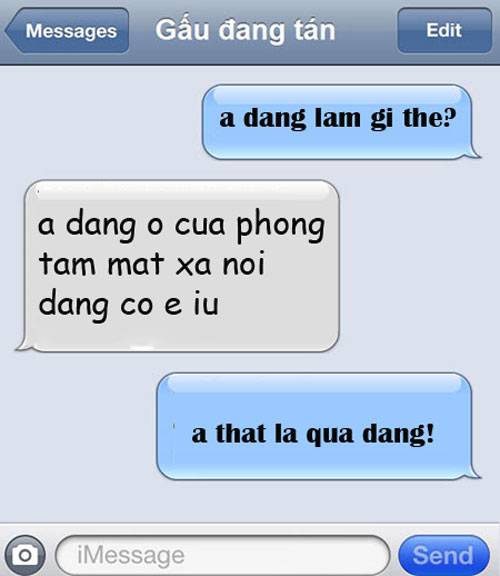 Messages
Gấu đang tán
Edit
a dang lam gi the?
a dang o cua phong
tam mat xa noi
dang co e iu
a that la qua dang!
iMessage
Send